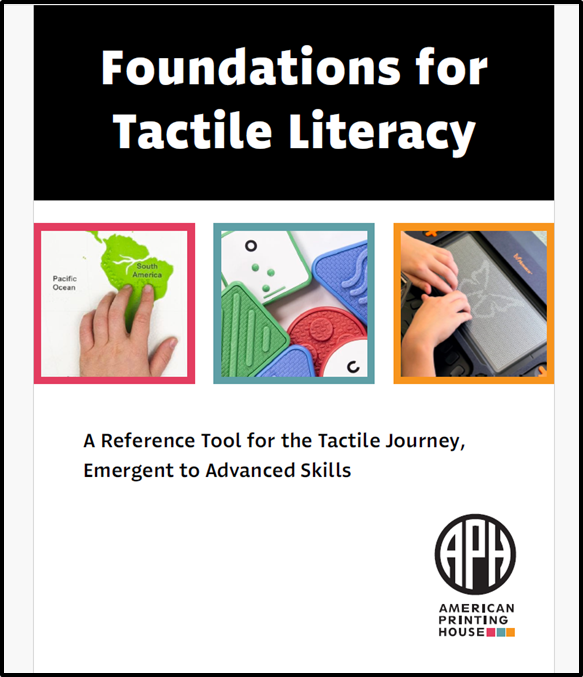 Foundations for
Tactile Literacy
Pacific
Ocean
South
America
O
C
A Reference Tool for the Tactile Journey,
Emergent to Advanced Skills
APH
AMERICAN
PRINTING
HOUSE